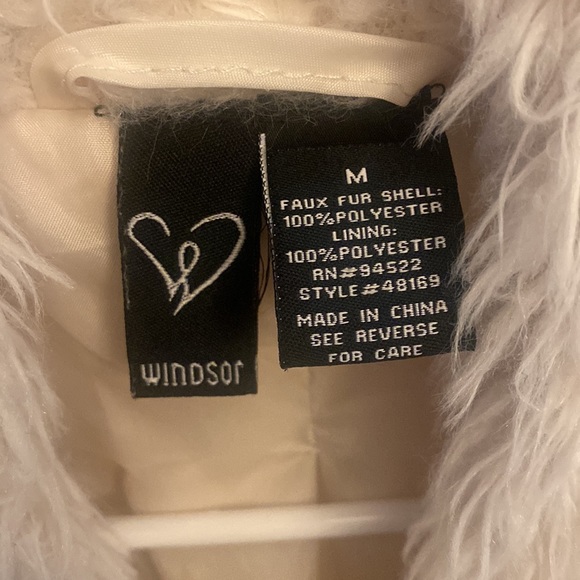 WINDSOR
M
FAUX FUR SHELL:
100%POLYESTER
LINING:
100%POLYESTER
RN#94522
STYLE#48169
MADE IN CHINA
SEE REVERSE
FOR CARE